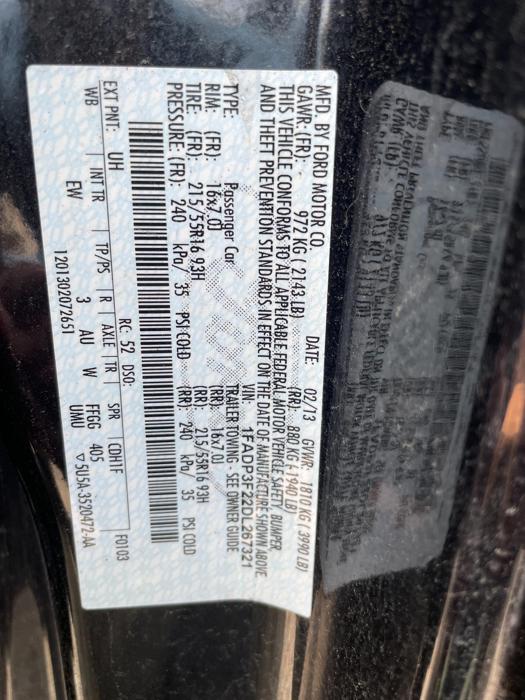 MFD. BY FORD MOTOR CO.
DATE: 02/13 GVWR: 1810 KG ( 3990 LB)
GAWR: (FR): 972 KG ( 2143 LB) (RR): 880 KG ( 1940 LB)
THIS VEHICLE CONFORMS TO ALL APPLICABLE FEDERAL MOTOR VEHICLE SAFETY, BUMPER,
AND THEFT PREVENTION STANDARDS IN EFFECT ON THE DATE OF MANUFACTURE SHOWN ABOVE
VIN: 1FADP3F22DL267321
TYPE: Passenger Car TRAILER TOWING - SEE OWNER GUIDE
RIM: (FR): 16x7.0J (RR): 16x7.0J
TIRE: (FR): 215/55R16 93H (RR): 215/55R16 93H
PRESSURE: (FR): 240 kPa/ 35 PSI COLD (RR): 240 kPa/ 35 PSI COLD
EXT PNT: UH RC: 52 DSO: F0103
WB INT TR TP/PS R AXLE TR SPR CDH1F
EW 3 AU W FFGG 405
UMU
1201302072651 ▽5U5A-3520472-AA